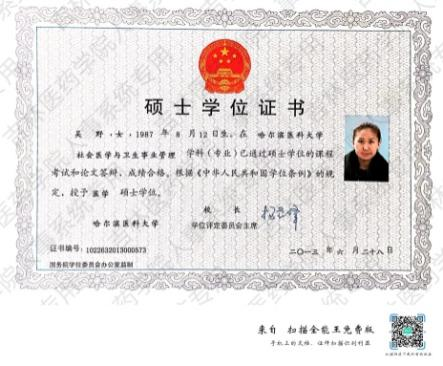 硕士学位证书
吴 野,女,1987 年 8 月 12 日生。在 哈尔滨医科大学
社会医学与卫生事业管理 学科(专业)已通过硕士学位的课程
考试和论文答辩,成绩合格。根据《中华人民共和国学位条例》的规
定,授予 医学 硕士学位。
哈尔滨医科大学
校 长
学位评定委员会主席
证书编号:1022632013000573
二〇一三 年 六 月 二十八 日
国务院学位委员会办公室监制
来自 扫描全能王免费版
手机上的文档、证件扫描识别利器